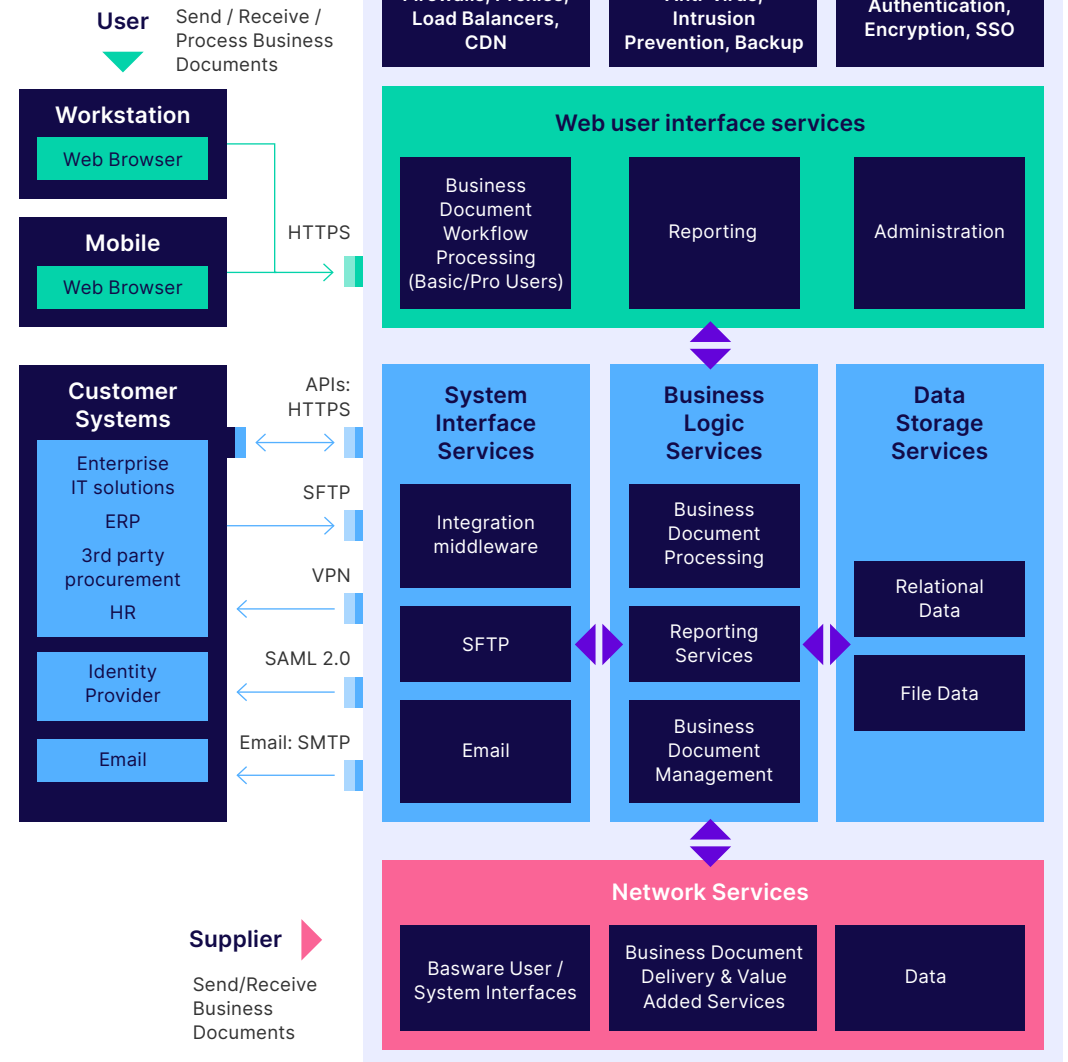 User
Send / Receive /
Process Business
Documents
Load Balancers,
CDN
Intrusion
Prevention, Backup
Authentication,
Encryption, SSO
Workstation
Web Browser
Mobile
Web Browser
HTTPS
Web user interface services
Business
Document
Workflow
Processing
(Basic/Pro Users)
Reporting
Administration
Customer
Systems
Enterprise
IT solutions
ERP
3rd party
procurement
HR
Identity
Provider
Email
APIs:
HTTPS
SFTP
VPN
SAML 2.0
Email: SMTP
System
Interface
Services
Integration
middleware
SFTP
Email
Business
Logic
Services
Business
Document
Processing
Reporting
Services
Business
Document
Management
Data
Storage
Services
Relational
Data
File Data
Supplier
Send/Receive
Business
Documents
Network Services
Basware User /
System Interfaces
Business Document
Delivery & Value
Added Services
Data